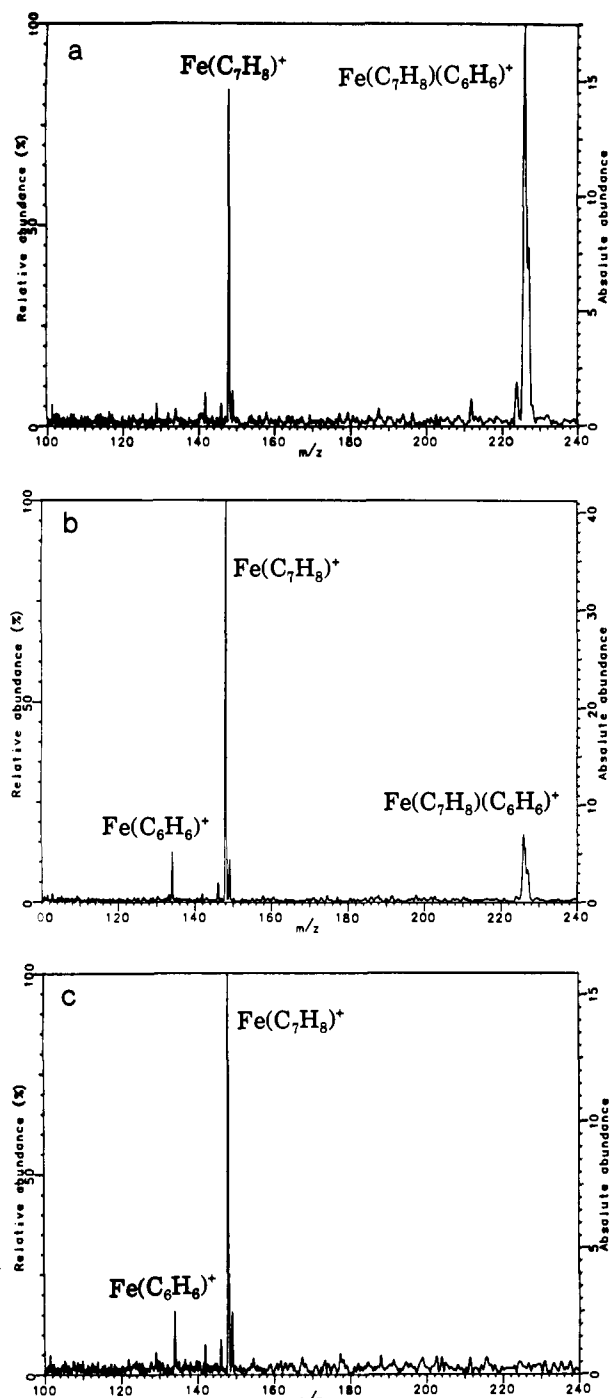 a
Fe(C₇H₈)⁺
Fe(C₇H₈)(C₆H₆)⁺
Relative abundance (%)
Absolute abundance
100
50
0
15
10
5
0
100 120 140 160 180 200 220 240
m/z
b
Fe(C₇H₈)⁺
Fe(C₆H₆)⁺
Fe(C₇H₈)(C₆H₆)⁺
Relative abundance (%)
Absolute abundance
100
50
0
40
30
20
10
0
00 120 140 160 180 200 220 240
m/z
c
Fe(C₇H₈)⁺
Fe(C₆H₆)⁺
Relative abundance (%)
Absolute abundance
100
50
0
15
10
5
0
100 120 140 160 180 200 220 240